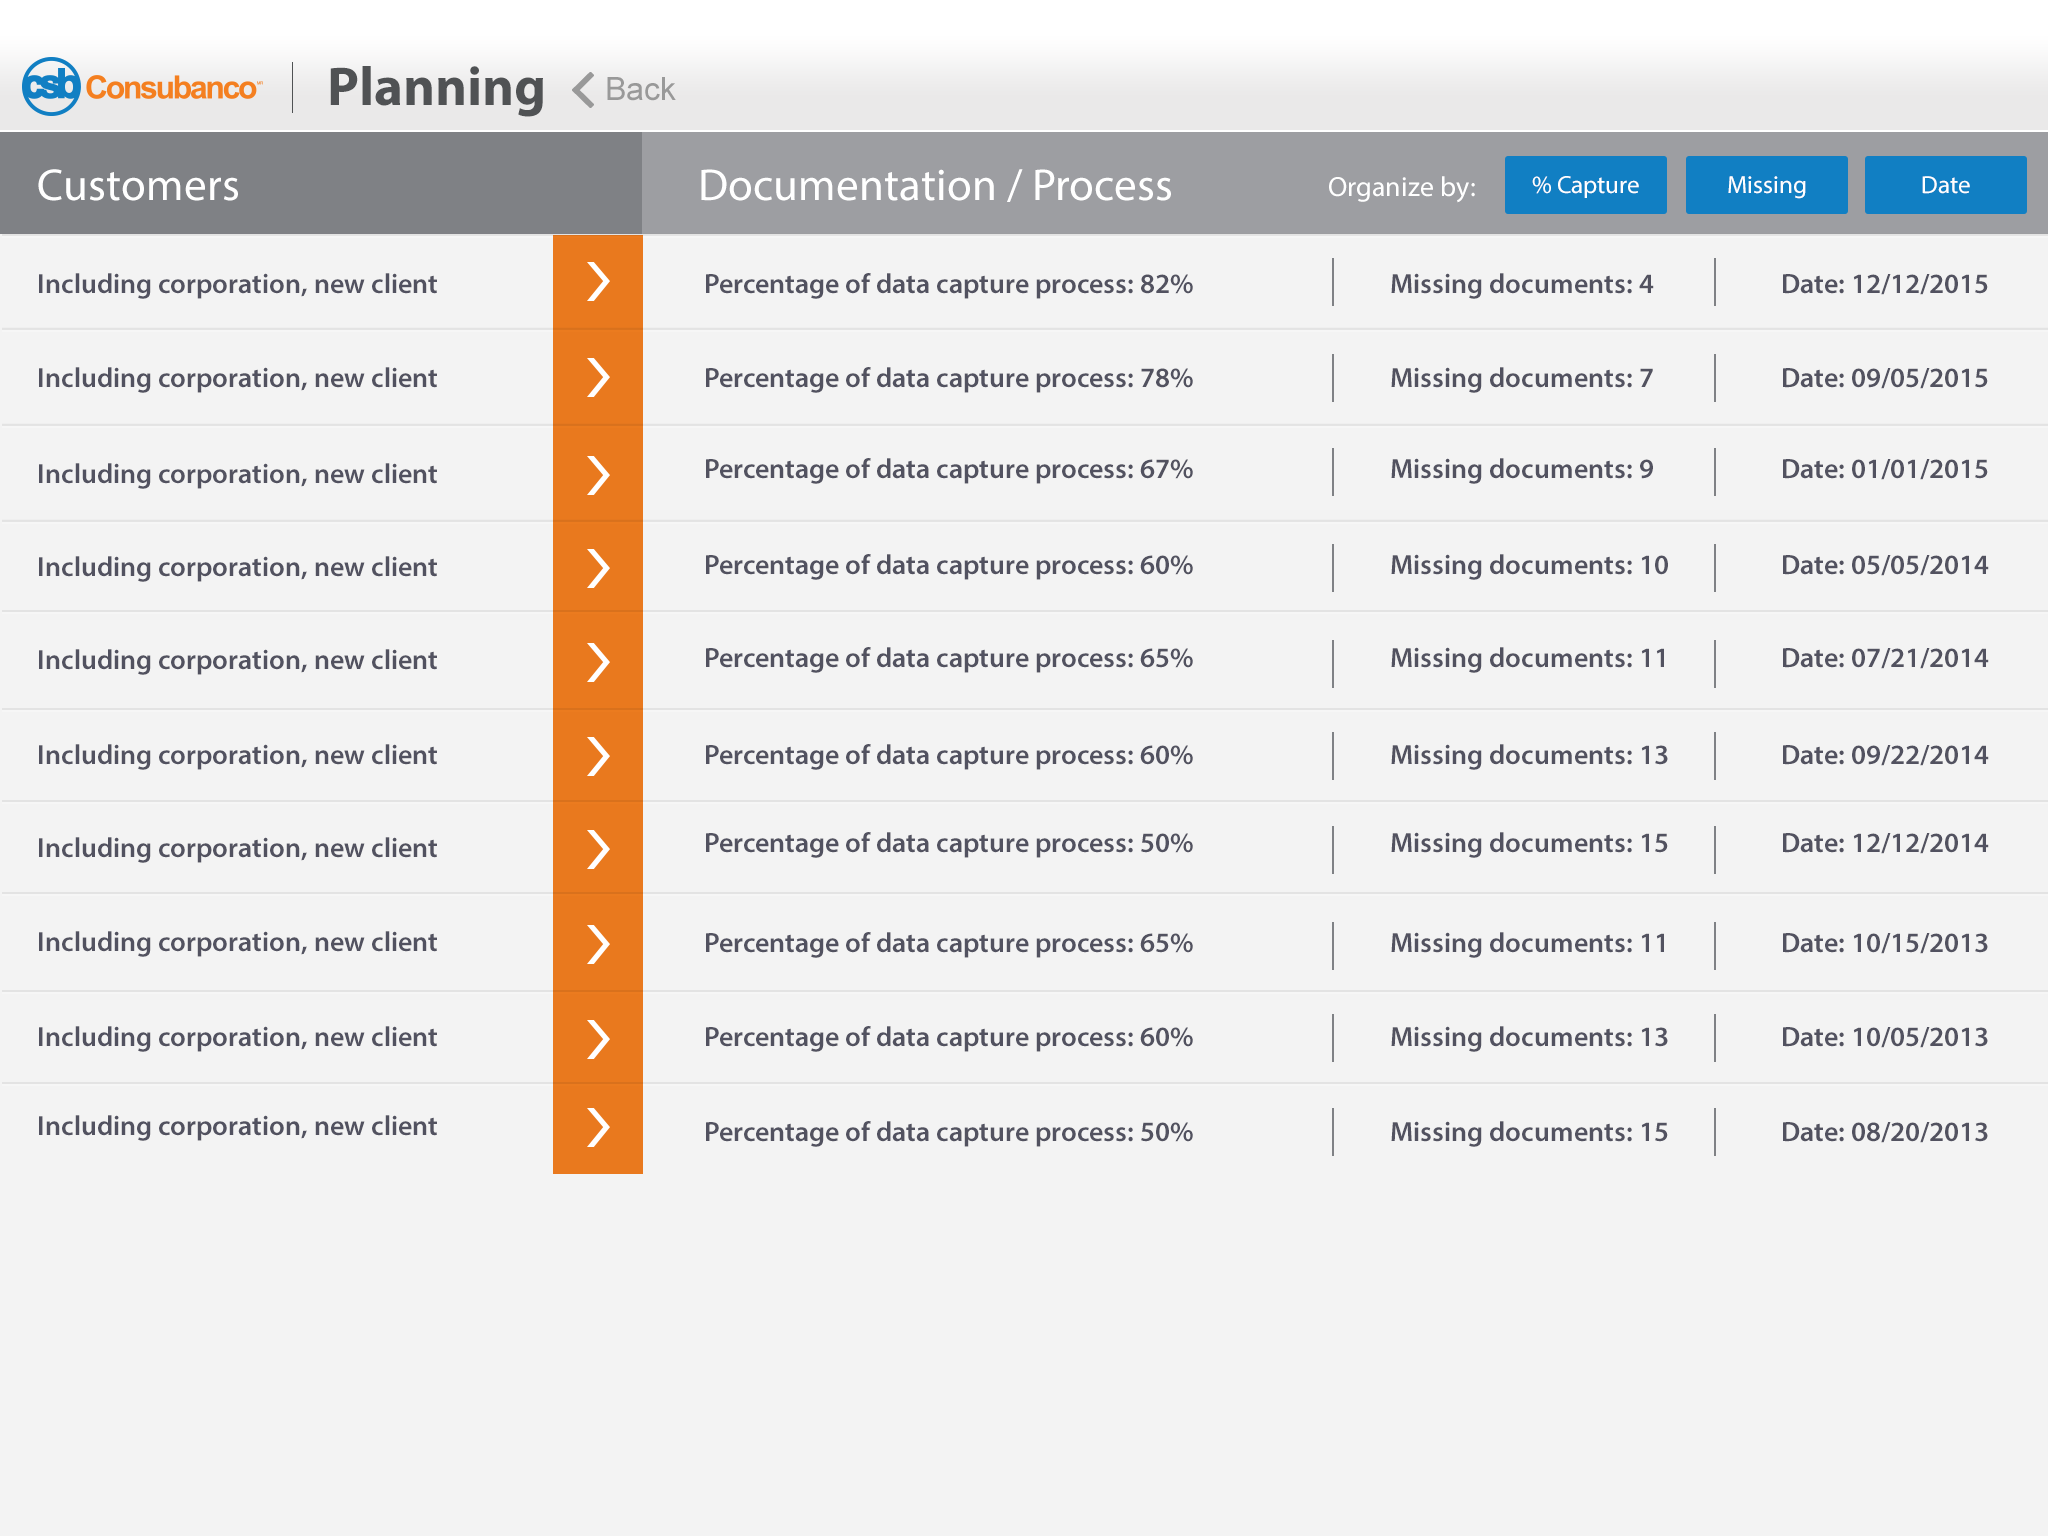 csb Consubanco
Planning
Back
Customers
Documentation / Process
Organize by:
% Capture
Missing
Date
Including corporation, new client
Percentage of data capture process: 82%
Missing documents: 4
Date: 12/12/2015
Including corporation, new client
Percentage of data capture process: 78%
Missing documents: 7
Date: 09/05/2015
Including corporation, new client
Percentage of data capture process: 67%
Missing documents: 9
Date: 01/01/2015
Including corporation, new client
Percentage of data capture process: 60%
Missing documents: 10
Date: 05/05/2014
Including corporation, new client
Percentage of data capture process: 65%
Missing documents: 11
Date: 07/21/2014
Including corporation, new client
Percentage of data capture process: 60%
Missing documents: 13
Date: 09/22/2014
Including corporation, new client
Percentage of data capture process: 50%
Missing documents: 15
Date: 12/12/2014
Including corporation, new client
Percentage of data capture process: 65%
Missing documents: 11
Date: 10/15/2013
Including corporation, new client
Percentage of data capture process: 60%
Missing documents: 13
Date: 10/05/2013
Including corporation, new client
Percentage of data capture process: 50%
Missing documents: 15
Date: 08/20/2013